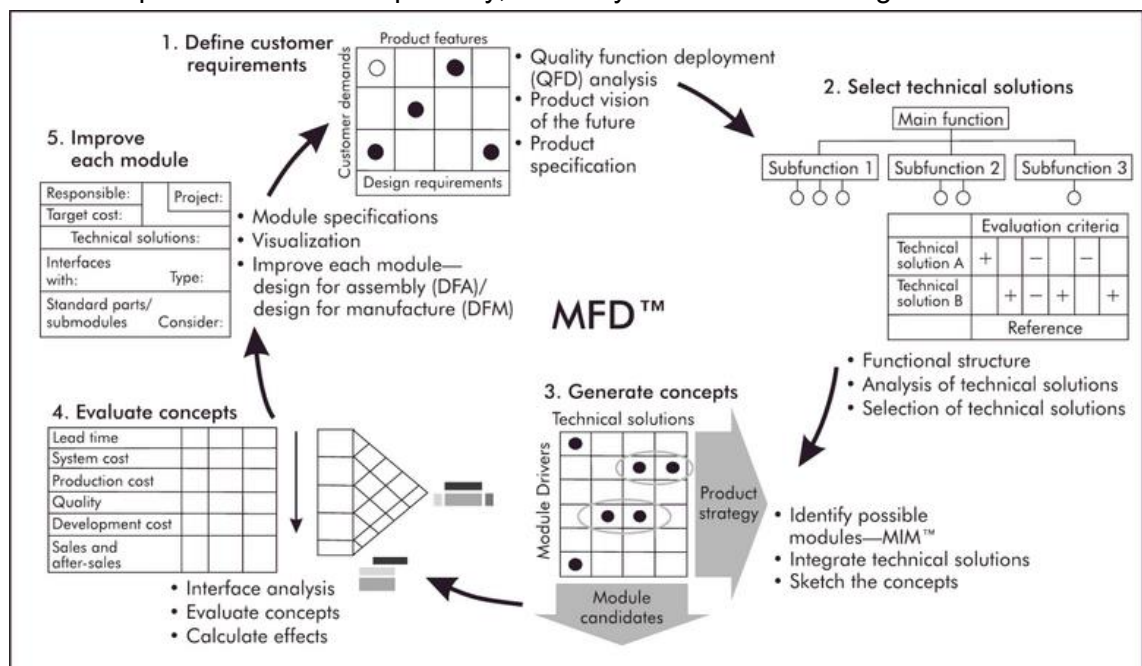 1. Define customer
requirements
Product features
Customer demands
Design requirements
• Quality function deployment
(QFD) analysis
• Product vision
of the future
• Product
specification
2. Select technical solutions
Main function
Subfunction 1
Subfunction 2
Subfunction 3
Evaluation criteria
Technical
solution A
+ − −
Technical
solution B
+ − + +
Reference
• Functional structure
• Analysis of technical solutions
• Selection of technical solutions
5. Improve
each module
Responsible:
Project:
Target cost:
Technical solutions:
Interfaces
with:
Type:
Standard parts/
submodules
Consider:
• Module specifications
• Visualization
• Improve each module—
design for assembly (DFA)/
design for manufacture (DFM)
MFD™
3. Generate concepts
Technical solutions
Module Drivers
Product
strategy
Module
candidates
• Identify possible
modules—MIM™
• Integrate technical solutions
• Sketch the concepts
4. Evaluate concepts
Lead time
System cost
Production cost
Quality
Development cost
Sales and
after-sales
• Interface analysis
• Evaluate concepts
• Calculate effects